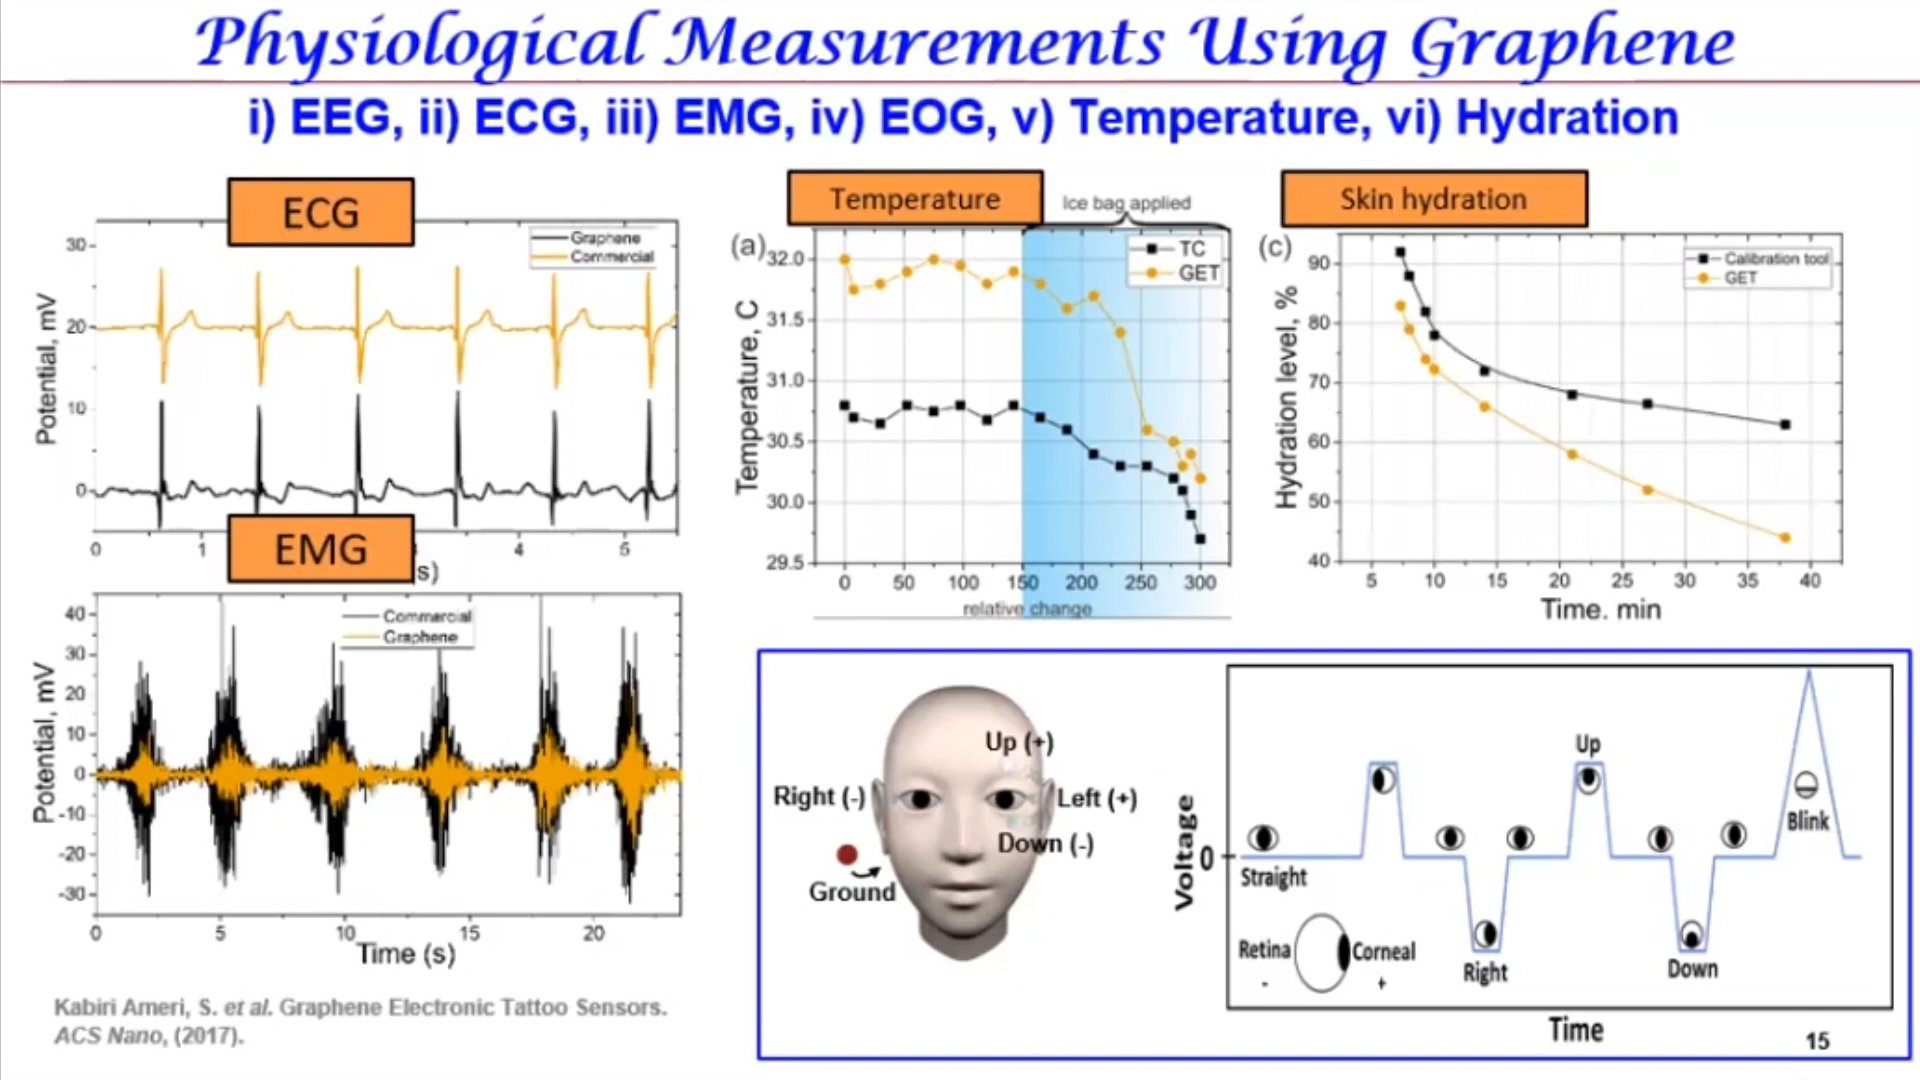 Physiological Measurements Using Graphene
i) EEG, ii) ECG, iii) EMG, iv) EOG, v) Temperature, vi) Hydration
ECG
Graphene
Commercial
Potential, mV
30
20
10
0
0 1 4 5
s)
EMG
Commercial
Graphene
Potential, mV
40
30
20
10
0
-10
-20
-30
0 5 10 15 20
Time (s)
Kabiri Ameri, S. et al. Graphene Electronic Tattoo Sensors.
ACS Nano, (2017).
Temperature
Ice bag applied
(a)
TC
GET
Temperature, C
32.0
31.5
31.0
30.5
30.0
29.5
0 50 100 150 200 250 300
relative change
Skin hydration
(c)
Calibration tool
GET
Hydration level, %
90
80
70
60
50
40
5 10 15 20 25 30 35 40
Time. min
Up (+)
Right (-)
Left (+)
Down (-)
Ground
Voltage
0
Straight
Up
Blink
Right
Down
Retina
-
Corneal
+
Time
15